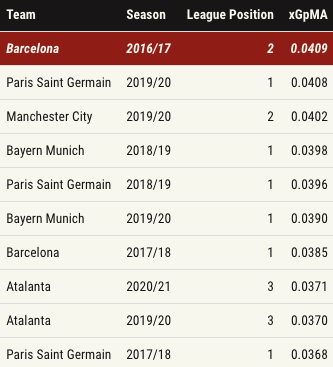 Team Season League Position xGpMA
Barcelona 2016/17 2 0.0409
Paris Saint Germain 2019/20 1 0.0408
Manchester City 2019/20 2 0.0402
Bayern Munich 2018/19 1 0.0398
Paris Saint Germain 2018/19 1 0.0396
Bayern Munich 2019/20 1 0.0390
Barcelona 2017/18 1 0.0385
Atalanta 2020/21 3 0.0371
Atalanta 2019/20 3 0.0370
Paris Saint Germain 2017/18 1 0.0368